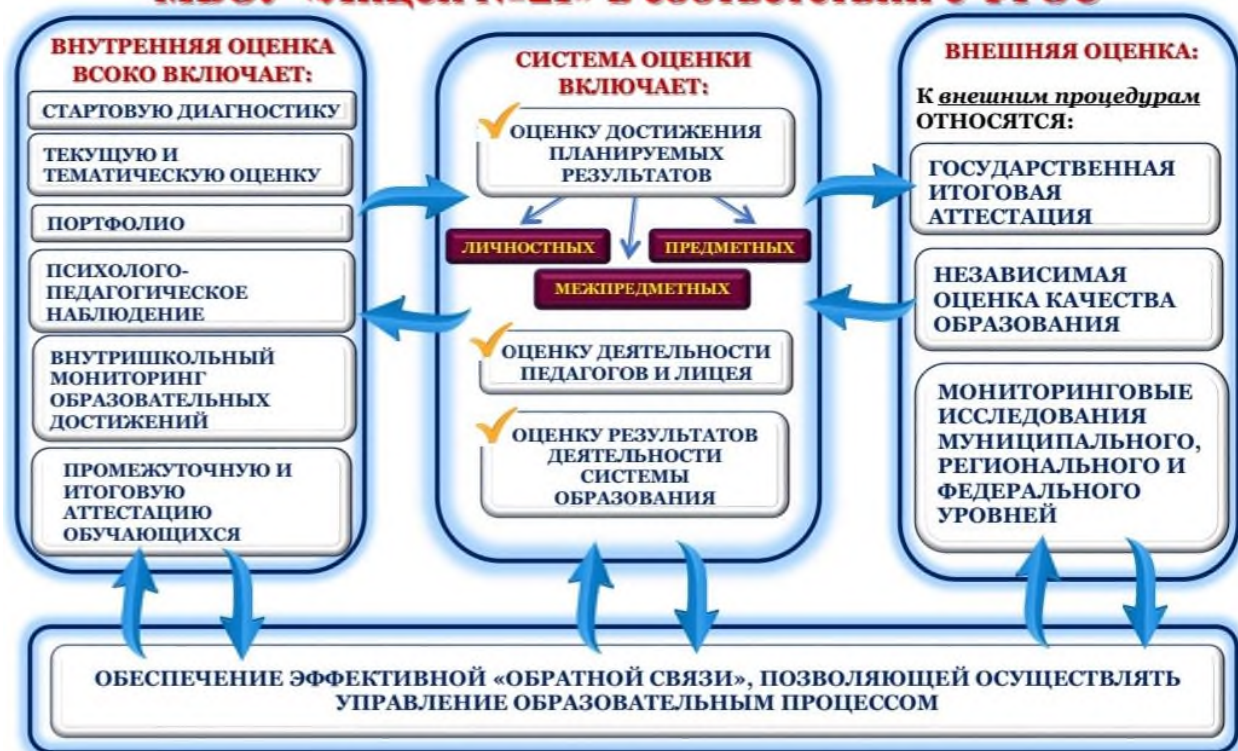 ВНУТРЕННЯЯ ОЦЕНКА
ВСОКО ВКЛЮЧАЕТ:
СТАРТОВУЮ ДИАГНОСТИКУ
ТЕКУЩУЮ И
ТЕМАТИЧЕСКУЮ ОЦЕНКУ
ПОРТФОЛИО
ПСИХОЛОГО-
ПЕДАГОГИЧЕСКОЕ
НАБЛЮДЕНИЕ
ВНУТРИШКОЛЬНЫЙ
МОНИТОРИНГ
ОБРАЗОВАТЕЛЬНЫХ
ДОСТИЖЕНИЙ
ПРОМЕЖУТОЧНУЮ И
ИТОГОВУЮ
АТТЕСТАЦИЮ
ОБУЧАЮЩИХСЯ
СИСТЕМА ОЦЕНКИ
ВКЛЮЧАЕТ:
ОЦЕНКУ ДОСТИЖЕНИЯ
ПЛАНИРУЕМЫХ
РЕЗУЛЬТАТОВ
ЛИЧНОСТНЫХ
ПРЕДМЕТНЫХ
МЕЖПРЕДМЕТНЫХ
ОЦЕНКУ ДЕЯТЕЛЬНОСТИ
ПЕДАГОГОВ И ЛИЦЕЯ
ОЦЕНКУ РЕЗУЛЬТАТОВ
ДЕЯТЕЛЬНОСТИ
СИСТЕМЫ
ОБРАЗОВАНИЯ
ВНЕШНЯЯ ОЦЕНКА:
К внешним процедурам
ОТНОСЯТСЯ:
ГОСУДАРСТВЕННАЯ
ИТОГОВАЯ
АТТЕСТАЦИЯ
НЕЗАВИСИМАЯ
ОЦЕНКА КАЧЕСТВА
ОБРАЗОВАНИЯ
МОНИТОРИНГОВЫЕ
ИССЛЕДОВАНИЯ
МУНИЦИПАЛЬНОГО,
РЕГИОНАЛЬНОГО И
ФЕДЕРАЛЬНОГО
УРОВНЕЙ
ОБЕСПЕЧЕНИЕ ЭФФЕКТИВНОЙ «ОБРАТНОЙ СВЯЗИ», ПОЗВОЛЯЮЩЕЙ ОСУЩЕСТВЛЯТЬ
УПРАВЛЕНИЕ ОБРАЗОВАТЕЛЬНЫМ ПРОЦЕССОМ